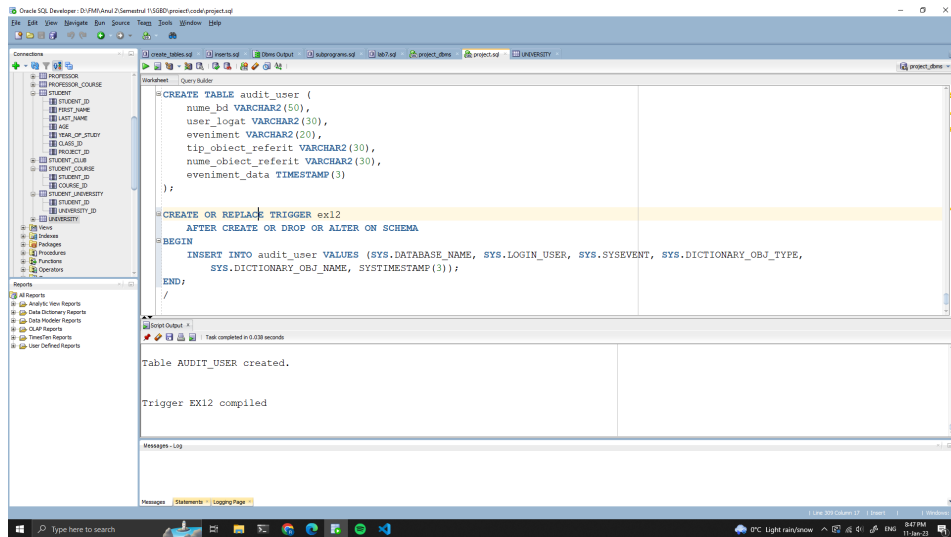 Oracle SQL Developer : D:\FMI\Anul 2\Semestrul 1\SGBD\proiect\code\project.sql
File Edit View Navigate Run Source Team Tools Window Help
Connections
create_tables.sql
inserts.sql
Dbms Output
subprograms.sql
lab7.sql
project_dbms
project.sql
UNIVERSITY
project_dbms
Worksheet Query Builder
PROFESSOR
PROFESSOR_COURSE
STUDENT
STUDENT_ID
FIRST_NAME
LAST_NAME
AGE
YEAR_OF_STUDY
CLASS_ID
PROJECT_ID
STUDENT_CLUB
STUDENT_COURSE
STUDENT_ID
COURSE_ID
STUDENT_UNIVERSITY
STUDENT_ID
UNIVERSITY_ID
UNIVERSITY
Views
Indexes
Packages
Procedures
Functions
Operators
Reports
All Reports
Analytic View Reports
Data Dictionary Reports
Data Modeler Reports
OLAP Reports
TimesTen Reports
User Defined Reports
CREATE TABLE audit_user (
nume_bd VARCHAR2(50),
user_logat VARCHAR2(30),
eveniment VARCHAR2(20),
tip_obiect_referit VARCHAR2(30),
nume_obiect_referit VARCHAR2(30),
eveniment_data TIMESTAMP(3)
);
CREATE OR REPLACE TRIGGER ex12
AFTER CREATE OR DROP OR ALTER ON SCHEMA
BEGIN
INSERT INTO audit_user VALUES (SYS.DATABASE_NAME, SYS.LOGIN_USER, SYS.SYSEVENT, SYS.DICTIONARY_OBJ_TYPE,
SYS.DICTIONARY_OBJ_NAME, SYSTIMESTAMP(3));
END;
/
Script Output
Task completed in 0.038 seconds
Table AUDIT_USER created.
Trigger EX12 compiled
Messages - Log
Messages Statements Logging Page
Line 209 Column 17 Insert Windows:
Type here to search
0°C Light rain/snow
ENG
8:47 PM
11-Jan-23